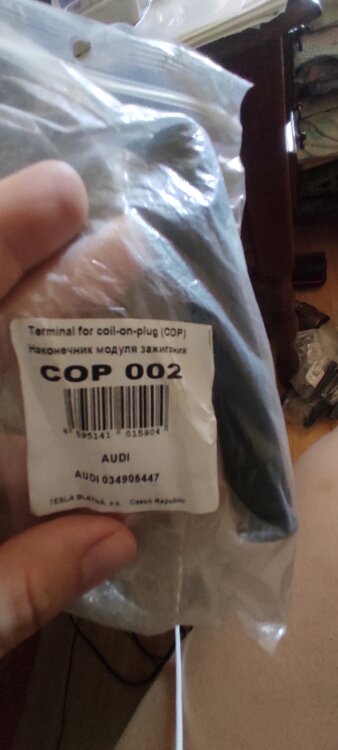 Terminal for coil-on-plug (COP)
Наконечник модуля зажигания
COP 002
8 595141 015904
AUDI
AUDI 034905447
TESLA BLATNÁ, a.s. Czech Republic